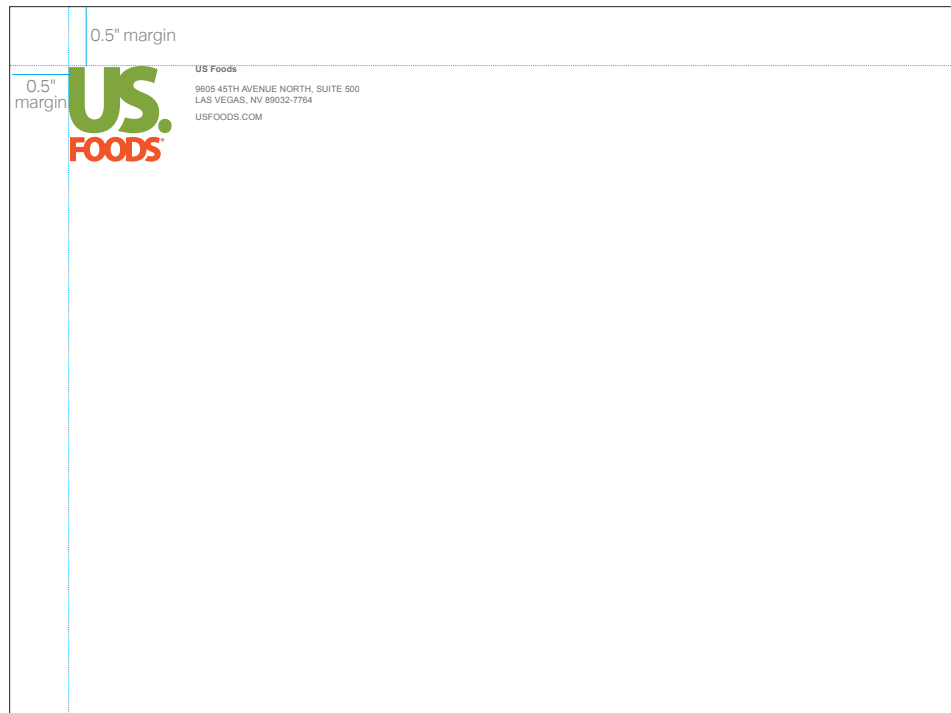 0.5" margin
0.5"
margin
US.
FOODS®
US Foods
9605 45TH AVENUE NORTH, SUITE 500
LAS VEGAS, NV 89032-7764
USFOODS.COM